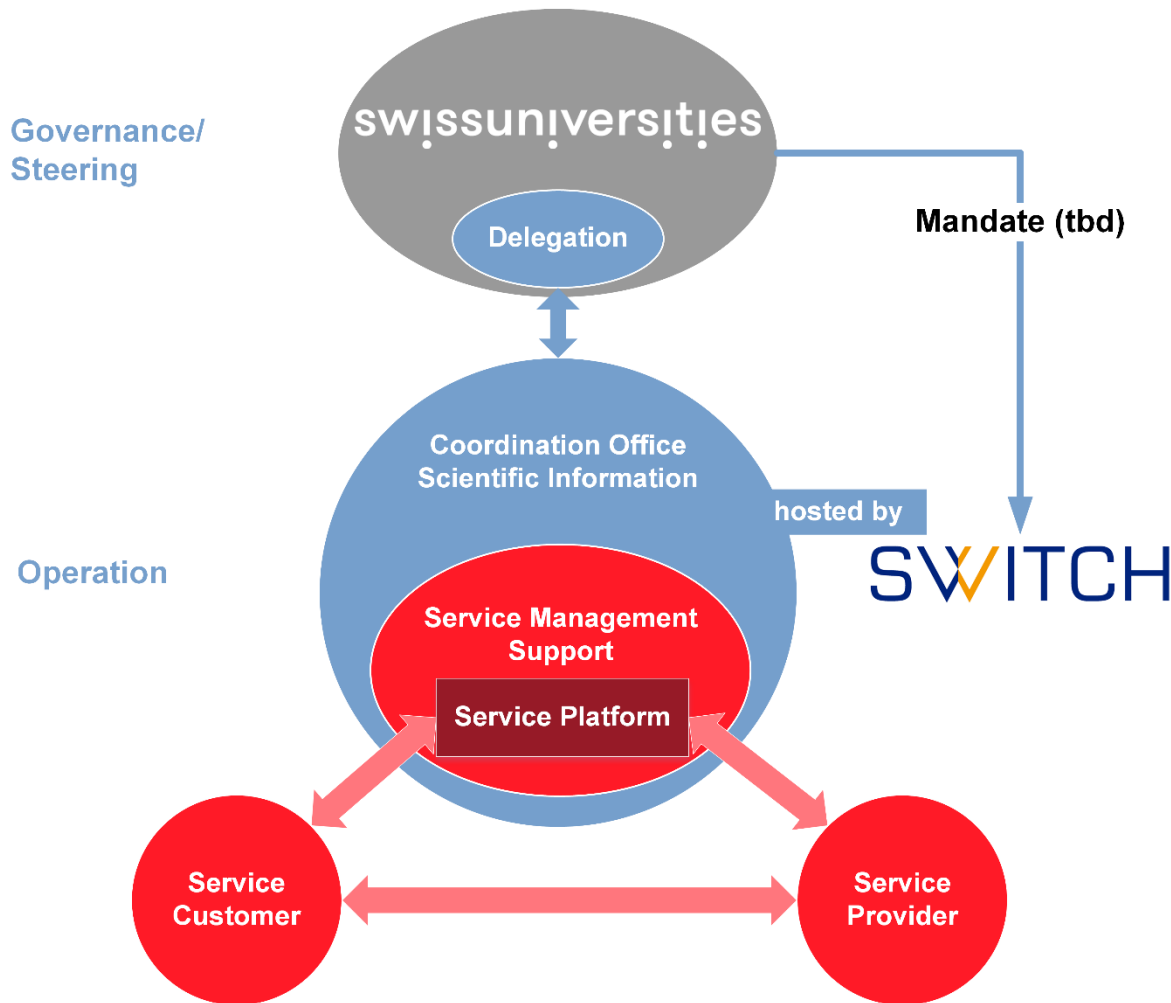 swissuniversities
Governance/
Steering
Mandate (tbd)
Delegation
Coordination Office
Scientific Information
hosted by
SWITCH
Operation
Service Management
Support
Service Platform
Service
Customer
Service
Provider